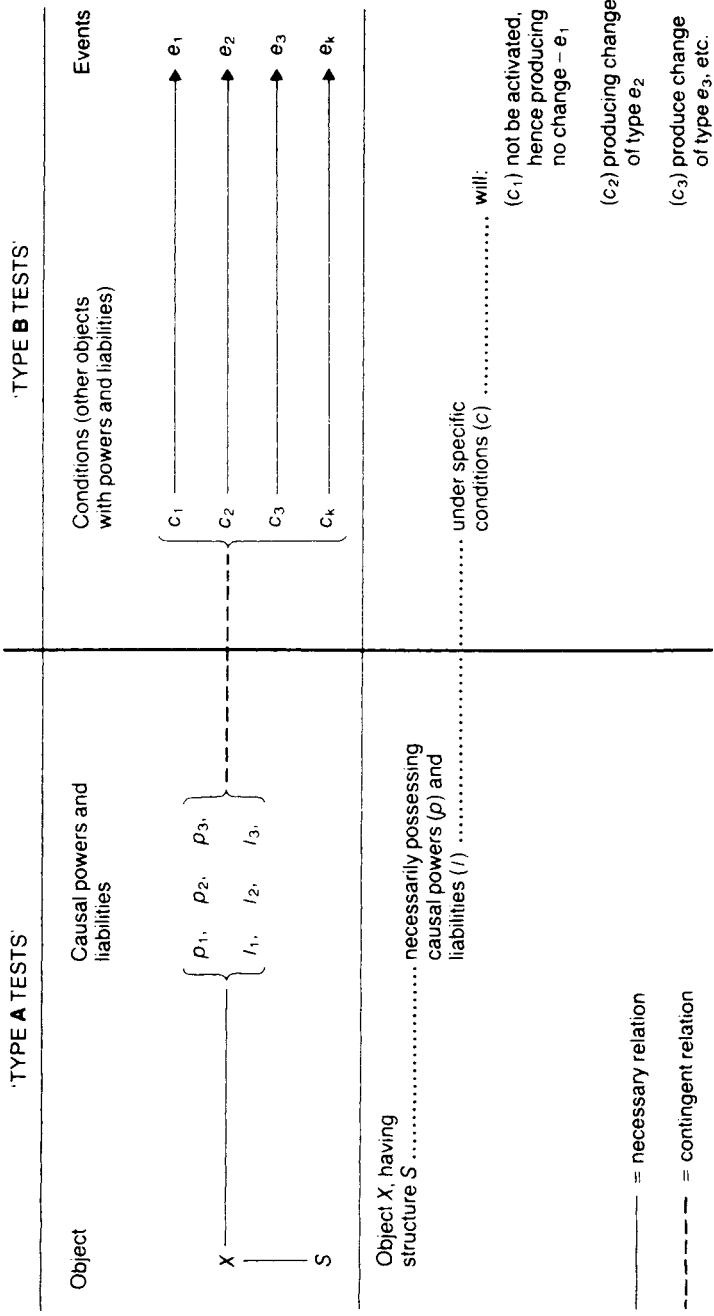 'TYPE A TESTS'
'TYPE B TESTS'
Object
Causal powers and
liabilities
Conditions (other objects
with powers and liabilities)
Events
X
S
p₁, p₂, p₃,
l₁, l₂, l₃,
c₁
e₁
c₂
e₂
c₃
e₃
cₖ
eₖ
Object X, having
structure S
necessarily possessing
causal powers (p) and
liabilities (l)
under specific
conditions (c)
will:
(c₁) not be activated,
hence producing
no change – e₁
(c₂) producing change
of type e₂
(c₃) produce change
of type e₃, etc.
= necessary relation
= contingent relation